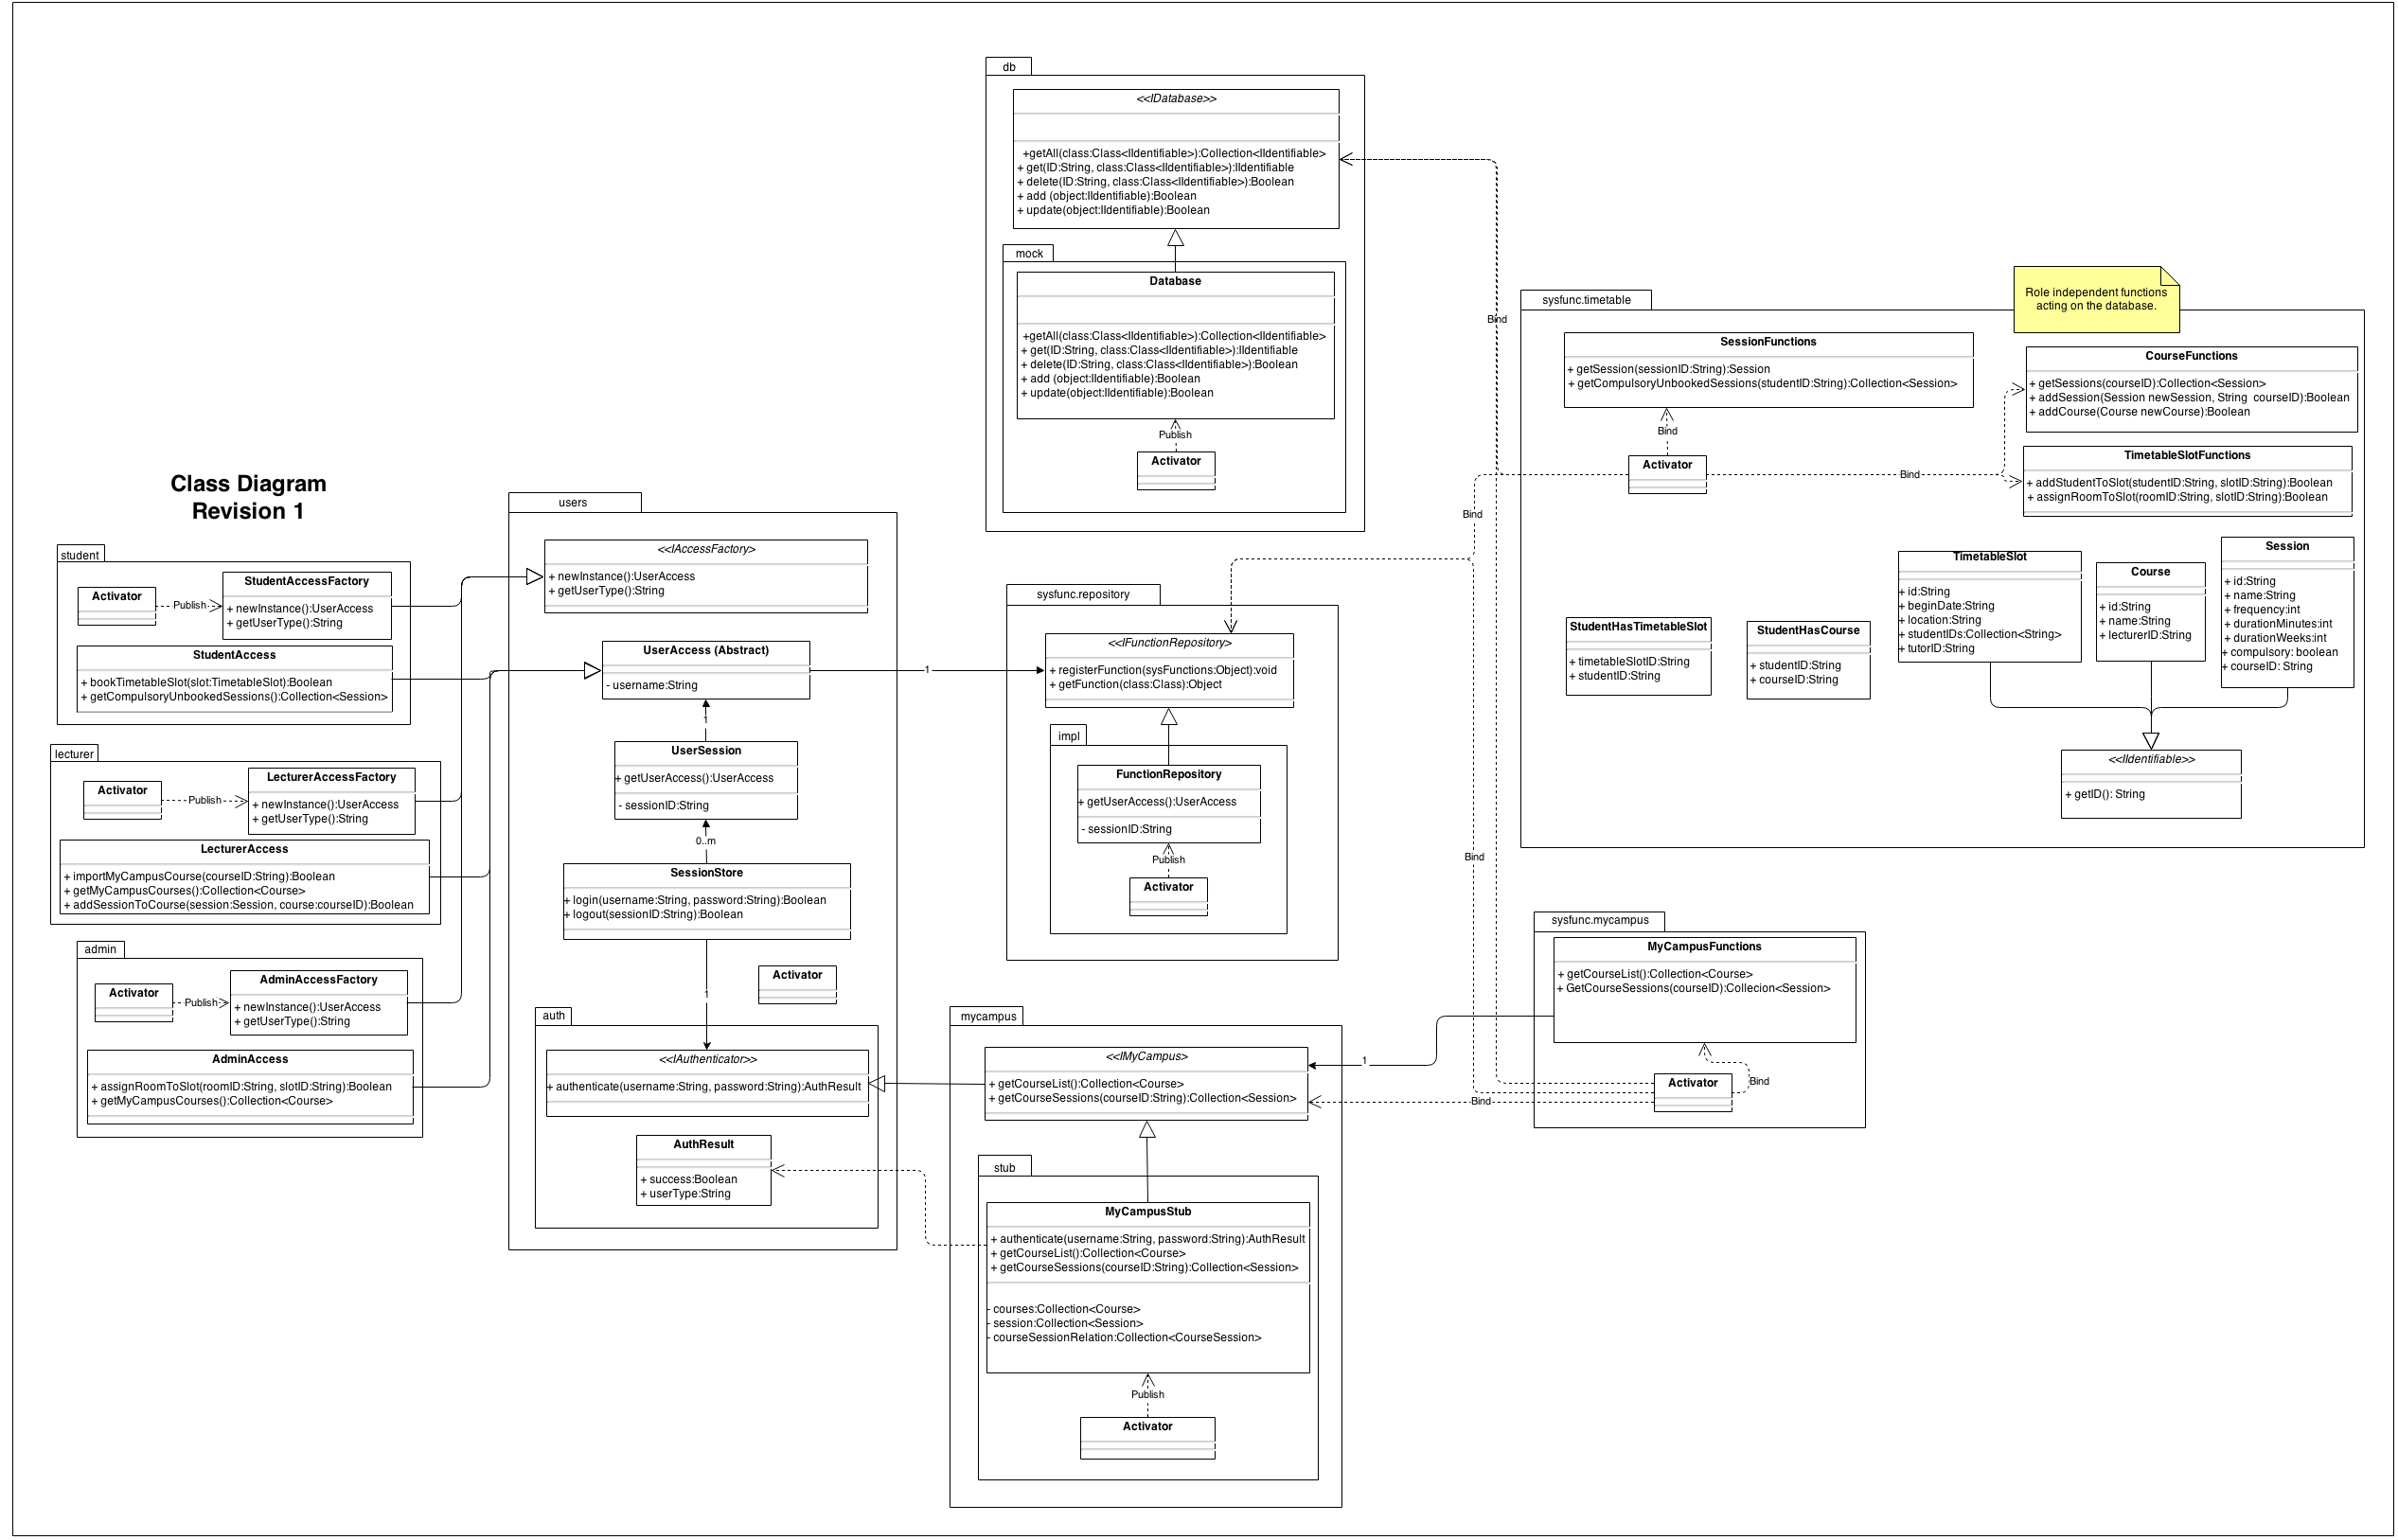 Class Diagram
Revision 1
db
<<IDatabase>>
+getAll(class:Class<IIdentifiable>):Collection<IIdentifiable>
+ get(ID:String, class:Class<IIdentifiable>):IIdentifiable
+ delete(ID:String, class:Class<IIdentifiable>):Boolean
+ add (object:IIdentifiable):Boolean
+ update(object:IIdentifiable):Boolean
mock
Database
+getAll(class:Class<IIdentifiable>):Collection<IIdentifiable>
+ get(ID:String, class:Class<IIdentifiable>):IIdentifiable
+ delete(ID:String, class:Class<IIdentifiable>):Boolean
+ add (object:IIdentifiable):Boolean
+ update(object:IIdentifiable):Boolean
Publish
Activator
student
Activator
Publish
StudentAccessFactory
+ newInstance():UserAccess
+ getUserType():String
StudentAccess
+ bookTimetableSlot(slot:TimetableSlot):Boolean
+ getCompulsoryUnbookedSessions():Collection<Session>
lecturer
Activator
Publish
LecturerAccessFactory
+ newInstance():UserAccess
+ getUserType():String
LecturerAccess
+ importMyCampusCourse(courseID:String):Boolean
+ getMyCampusCourses():Collection<Course>
+ addSessionToCourse(session:Session, course:courseID):Boolean
admin
Activator
Publish
AdminAccessFactory
+ newInstance():UserAccess
+ getUserType():String
AdminAccess
+ assignRoomToSlot(roomID:String, slotID:String):Boolean
+ getMyCampusCourses():Collection<Course>
users
<<IAccessFactory>
+ newInstance():UserAccess
+ getUserType():String
UserAccess (Abstract)
- username:String
1
1
UserSession
+ getUserAccess():UserAccess
- sessionID:String
0..m
SessionStore
+ login(username:String, password:String):Boolean
+ logout(sessionID:String):Boolean
Activator
1
auth
<<IAuthenticator>>
+ authenticate(username:String, password:String):AuthResult
AuthResult
+ success:Boolean
+ userType:String
sysfunc.repository
<<IFunctionRepository>
+ registerFunction(sysFunctions:Object):void
+ getFunction(class:Class):Object
impl
FunctionRepository
+ getUserAccess():UserAccess
- sessionID:String
Publish
Activator
mycampus
<<IMyCampus>
+ getCourseList():Collection<Course>
+ getCourseSessions(courseID:String):Collection<Session>
stub
MyCampusStub
+ authenticate(username:String, password:String):AuthResult
+ getCourseList():Collection<Course>
+ getCourseSessions(courseID:String):Collection<Session>
- courses:Collection<Course>
- session:Collection<Session>
- courseSessionRelation:Collection<CourseSession>
Publish
Activator
Bind
Bind
Bind
Bind
1
sysfunc.timetable
Role independent functions
acting on the database.
SessionFunctions
+ getSession(sessionID:String):Session
+ getCompulsoryUnbookedSessions(studentID:String):Collection<Session>
Bind
Activator
Bind
CourseFunctions
+ getSessions(courseID):Collection<Session>
+ addSession(Session newSession, String  courseID):Boolean
+ addCourse(Course newCourse):Boolean
TimetableSlotFunctions
+ addStudentToSlot(studentID:String, slotID:String):Boolean
+ assignRoomToSlot(roomID:String, slotID:String):Boolean
StudentHasTimetableSlot
+ timetableSlotID:String
+ studentID:String
StudentHasCourse
+ studentID:String
+ courseID:String
TimetableSlot
+ id:String
+ beginDate:String
+ location:String
+ studentIDs:Collection<String>
+ tutorID:String
Course
+ id:String
+ name:String
+ lecturerID:String
Session
+ id:String
+ name:String
+ frequency:int
+ durationMinutes:int
+ durationWeeks:int
+ compulsory: boolean
+ courseID: String
<<IIdentifiable>>
+ getID(): String
sysfunc.mycampus
MyCampusFunctions
+ getCourseList():Collection<Course>
+ GetCourseSessions(courseID):Collecion<Session>
Activator
Bind